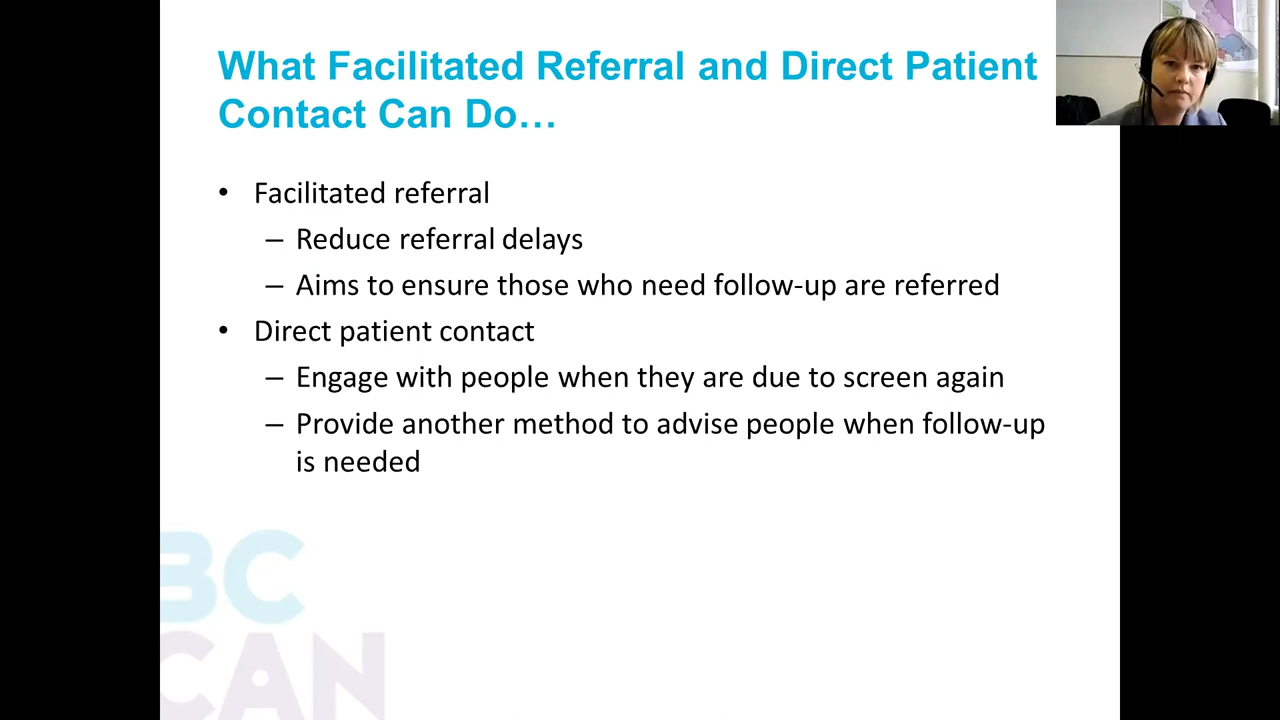 What Facilitated Referral and Direct Patient
Contact Can Do…
• Facilitated referral
– Reduce referral delays
– Aims to ensure those who need follow-up are referred
• Direct patient contact
– Engage with people when they are due to screen again
– Provide another method to advise people when follow-up
is needed
BC
CAN